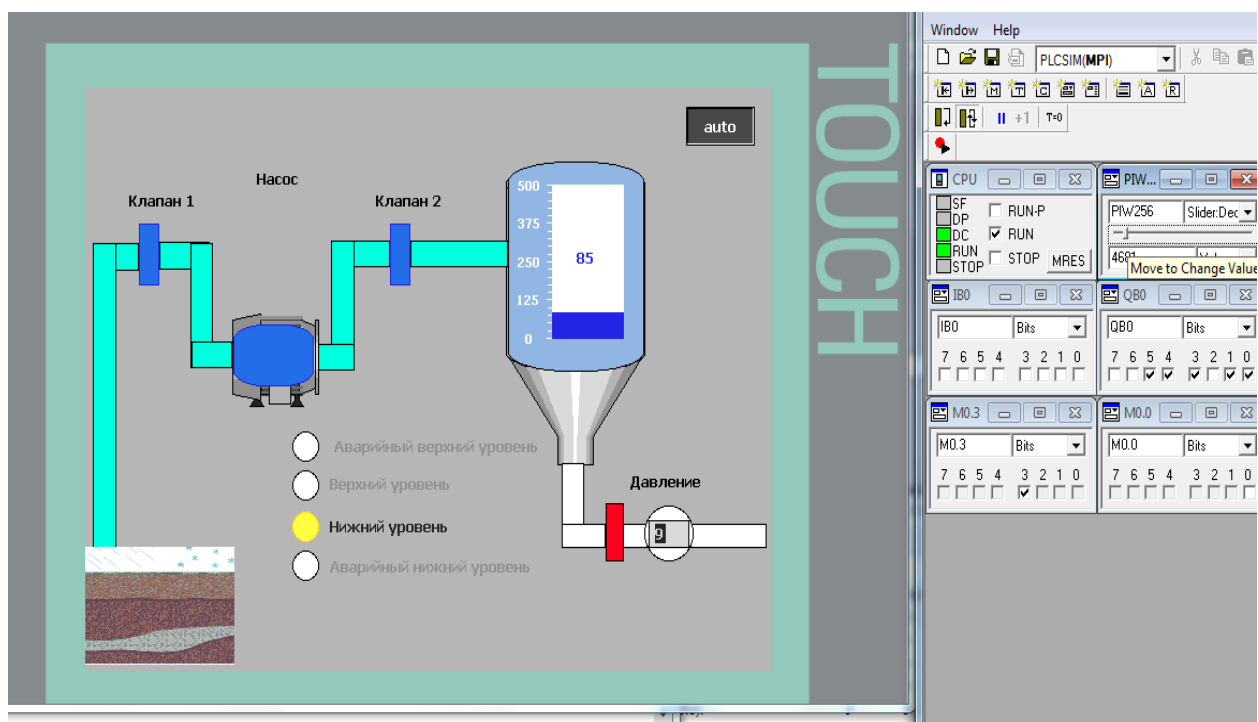 TOUCH
auto
Насос
Клапан 1
Клапан 2
500
375
250
125
0
85
Аварийный верхний уровень
Верхний уровень
Нижний уровень
Аварийный нижний уровень
Давление
9
Window Help
PLCSIM(MPI)
+1 T=0
CPU
SF
DP
DC
RUN
STOP
RUN-P
RUN
STOP
MRES
PIW...
PIW256 Slider:Dec
4681
Move to Change Value
IB0
IB0 Bits
7 6 5 4 3 2 1 0
QB0
QB0 Bits
7 6 5 4 3 2 1 0
M0.3
M0.3 Bits
7 6 5 4 3 2 1 0
M0.0
M0.0 Bits
7 6 5 4 3 2 1 0